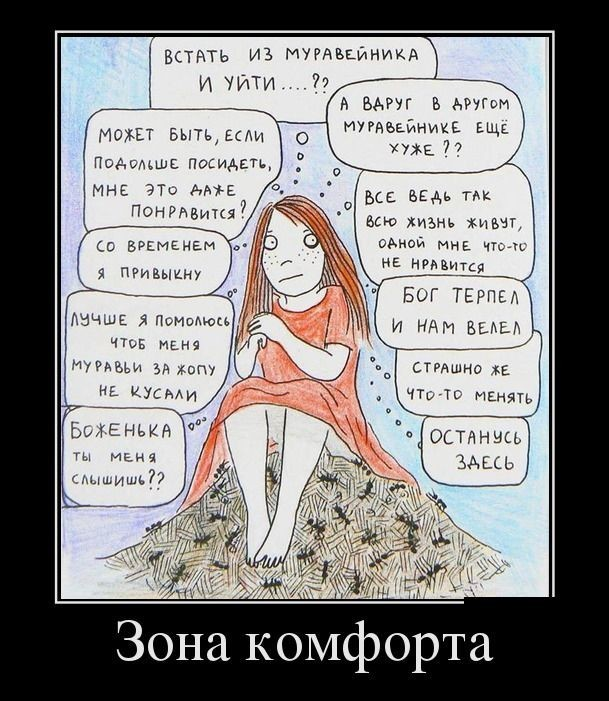 ВСТАТЬ ИЗ МУРАВЕЙНИКА
И УЙТИ....??
А ВДРУГ В ДРУГОМ
МУРАВЕЙНИКЕ ЕЩЁ
ХУЖЕ ??
МОЖЕТ БЫТЬ, ЕСЛИ
ПОДОЛЬШЕ ПОСИДЕТЬ,
МНЕ ЭТО ДАЖЕ
ПОНРАВИТСЯ?
ВСЕ ВЕДЬ ТАК
ВСЮ ЖИЗНЬ ЖИВУТ,
ОДНОЙ МНЕ ЧТО-ТО
НЕ НРАВИТСЯ
СО ВРЕМЕНЕМ
Я ПРИВЫКНУ
БОГ ТЕРПЕЛ
И НАМ ВЕЛЕЛ
ЛУЧШЕ Я ПОМОЛЮСЬ
ЧТОБ МЕНЯ
МУРАВЬИ ЗА ЖОПУ
НЕ КУСАЛИ
СТРАШНО ЖЕ
ЧТО-ТО МЕНЯТЬ
БОЖЕНЬКА
ТЫ МЕНЯ
СЛЫШИШЬ??
ОСТАНУСЬ
ЗДЕСЬ
Зона комфорта